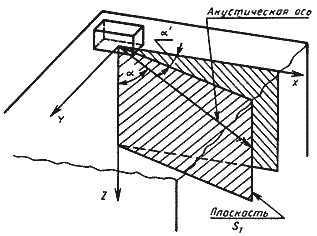 Акустическая ось
α'
α
X
Y
Z
Плоскость
S₁